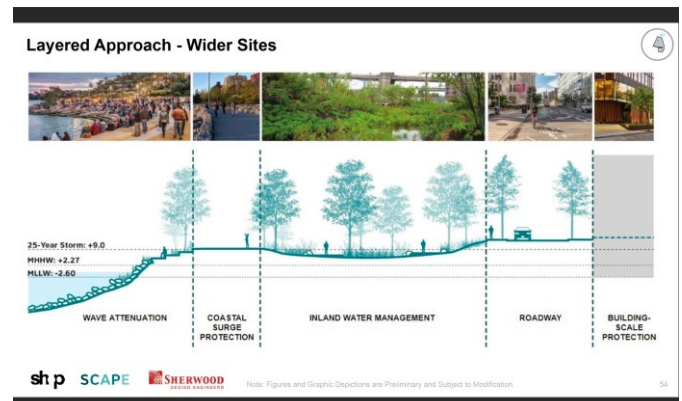 Layered Approach - Wider Sites
25-Year Storm: +9.0
MHHW: +2.27
MLLW: -2.60
WAVE ATTENUATION
COASTAL
SURGE
PROTECTION
INLAND WATER MANAGEMENT
ROADWAY
BUILDING-
SCALE
PROTECTION
sh p
SCAPE
SHERWOOD
DESIGN ENGINEERS
Note: Figures and Graphic Depictions are Preliminary and Subject to Modification.
54